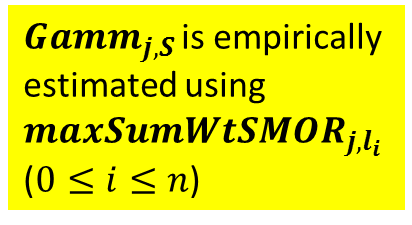 Gamm_{j,S} is empirically
estimated using
maxSumWtSMOR_{j,l_i}
(0 ≤ i ≤ n)